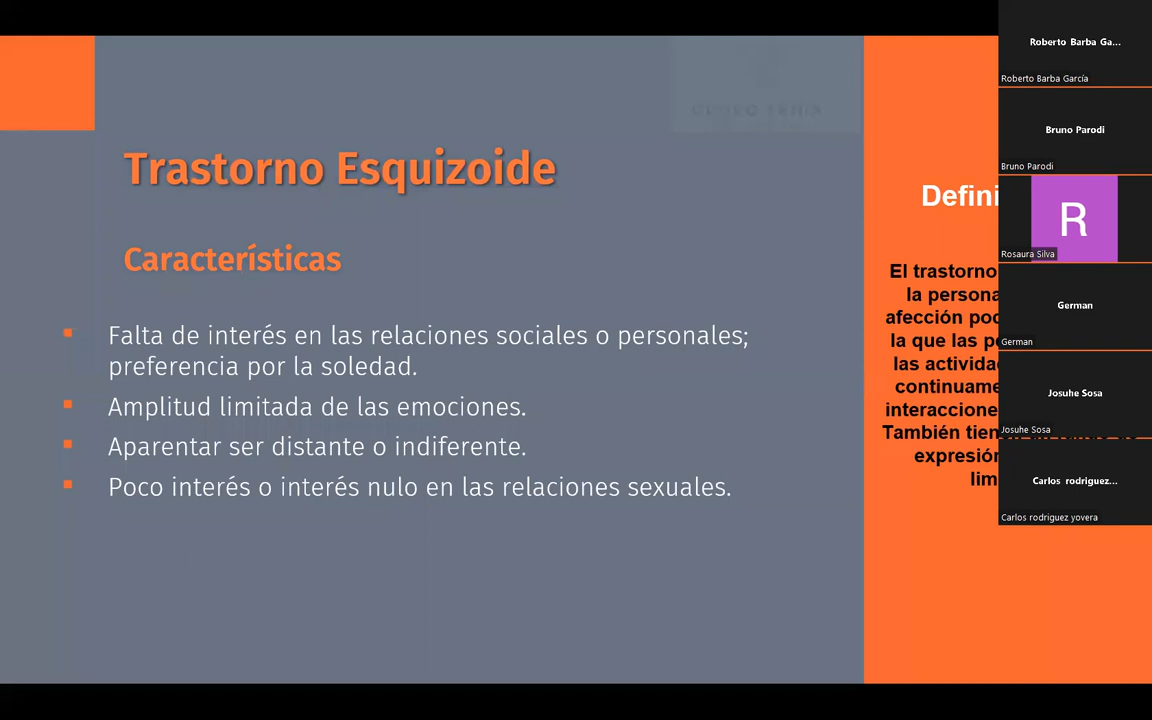 Trastorno Esquizoide
Características
Falta de interés en las relaciones sociales o personales;
preferencia por la soledad.
Amplitud limitada de las emociones.
Aparentar ser distante o indiferente.
Poco interés o interés nulo en las relaciones sexuales.
Defini
El trastorno
la persona
afección poc
la que las pe
las actividad
continuame
interaccione
También tien
expresión
lim
Roberto Barba Ga...
Roberto Barba García
Bruno Parodi
Bruno Parodi
R
Rosaura Silva
German
German
Josuhe Sosa
Josuhe Sosa
Carlos rodriguez...
Carlos rodriguez yovera